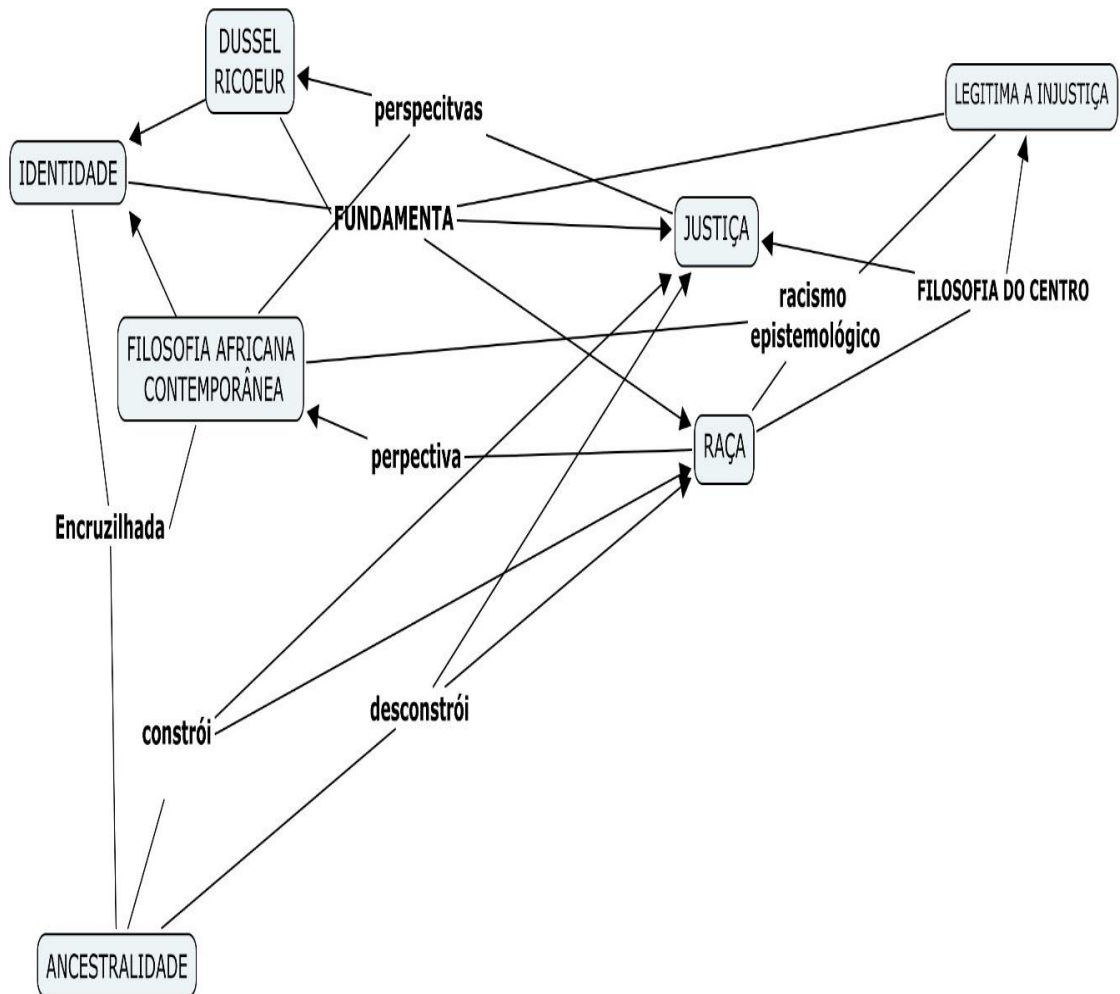 DUSSEL
RICOEUR
perspecitvas
LEGITIMA A INJUSTIÇA
IDENTIDADE
FUNDAMENTA
JUSTIÇA
racismo
epistemológico
FILOSOFIA DO CENTRO
FILOSOFIA AFRICANA
CONTEMPORÂNEA
perpectiva
RAÇA
Encruzilhada
constrói
desconstrói
ANCESTRALIDADE